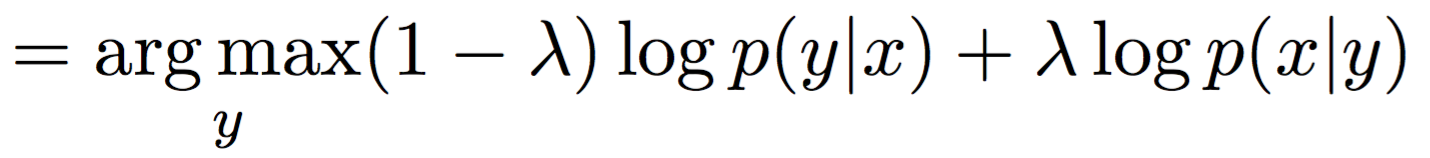 = arg max(1 − λ) log p(y|x) + λ log p(x|y)
y